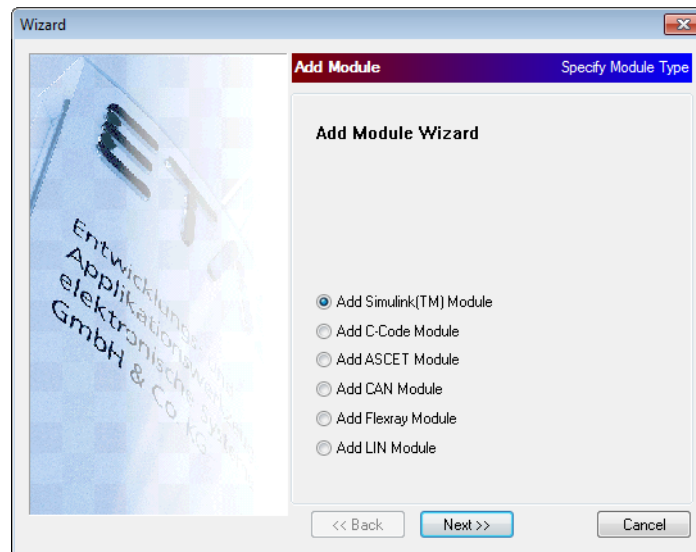 Wizard
Add Module
Specify Module Type
ET
Entwicklungs- und
Applikationswerkzeuge
elektronische Systeme
GmbH & Co. KG
Add Module Wizard
Add Simulink(TM) Module
Add C-Code Module
Add ASCET Module
Add CAN Module
Add Flexray Module
Add LIN Module
<< Back
Next >>
Cancel